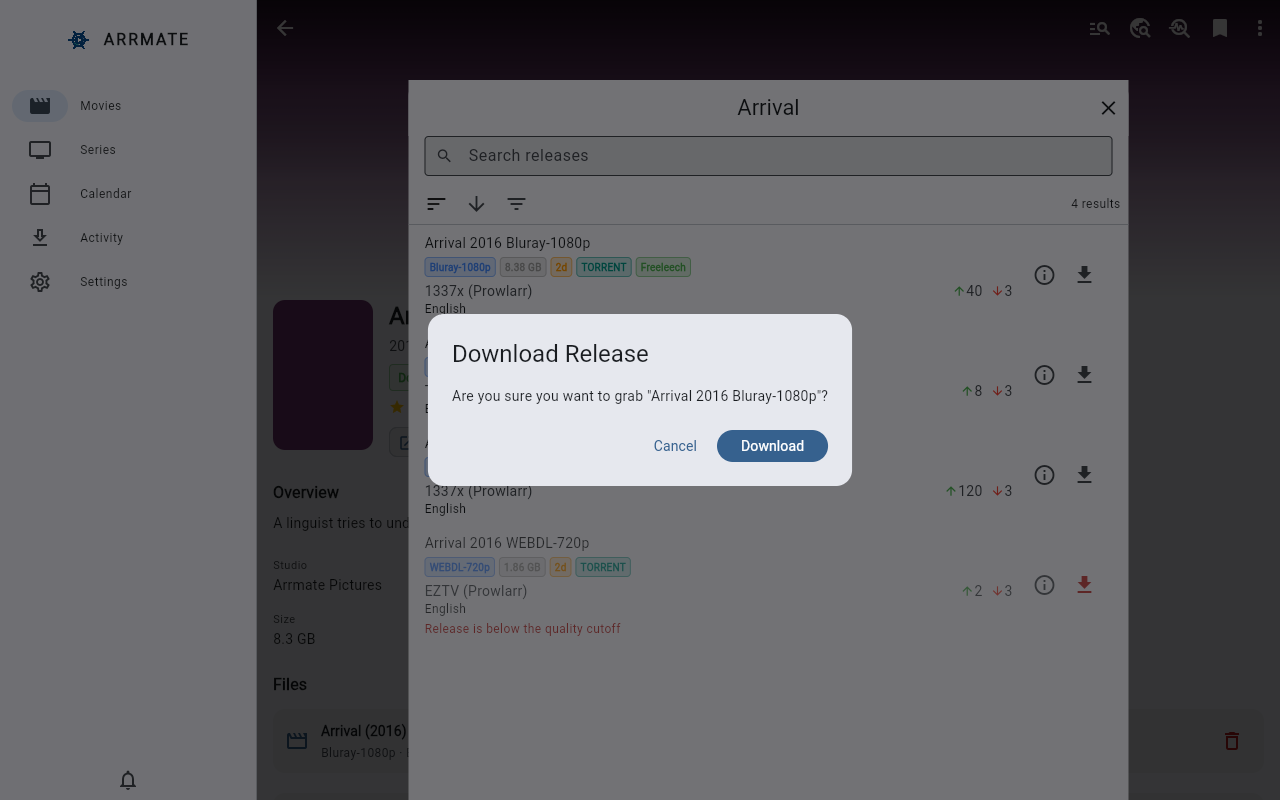 ARRMATE
Movies
Series
Calendar
Activity
Settings
Arrival
Search releases
4 results
Arrival 2016 Bluray-1080p
Bluray-1080p 8.38 GB 2d TORRENT Freeleech
1337x (Prowlarr)
40 3
English
Download Release
Are you sure you want to grab "Arrival 2016 Bluray-1080p"?
Cancel Download
8 3
1337x (Prowlarr)
120 3
English
Arrival 2016 WEBDL-720p
WEBDL-720p 1.86 GB 2d TORRENT
EZTV (Prowlarr)
2 3
English
Release is below the quality cutoff
Overview
A linguist tries to
Studio
Arrmate Pictures
Size
8.3 GB
Files
Arrival (2016)
Bluray-1080p ·